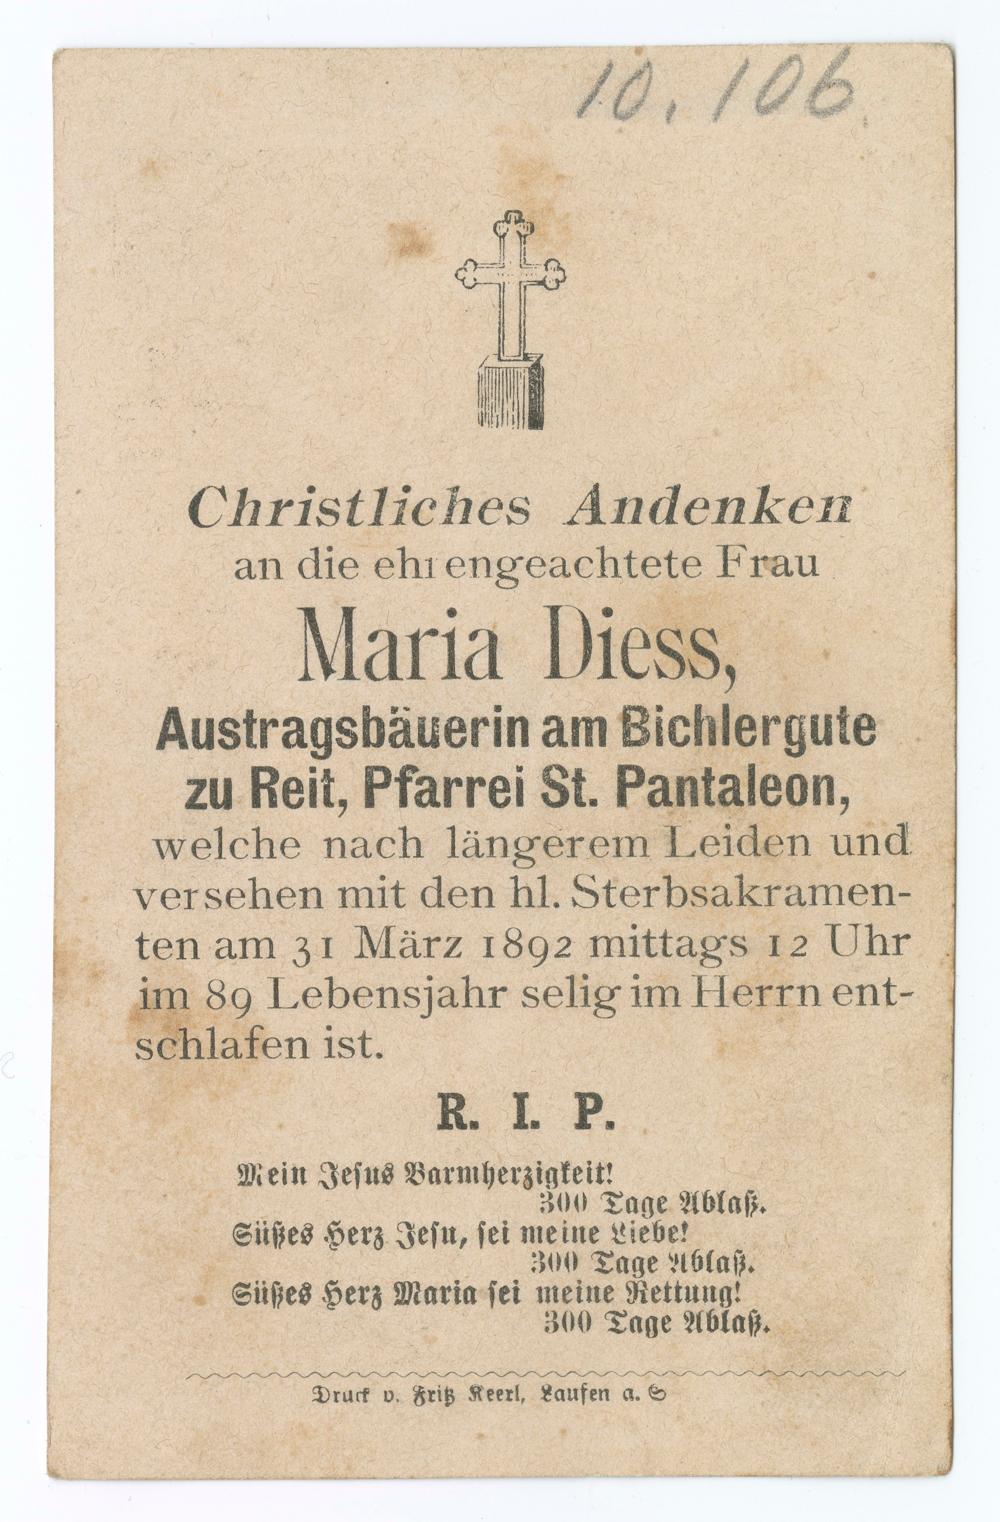 10.106
Christliches Andenken
an die ehrengeachtete Frau
Maria Diess,
Austragsbäuerin am Bichlergute
zu Reit, Pfarrei St. Pantaleon,
welche nach längerem Leiden und
versehen mit den hl. Sterbsakramen-
ten am 31 März 1892 mittags 12 Uhr
im 89 Lebensjahr selig im Herrn ent-
schlafen ist.
R. I. P.
Mein Jesus Barmherzigkeit!
300 Tage Ablaß.
Süßes Herz Jesu, sei meine Liebe!
300 Tage Ablaß.
Süßes Herz Maria sei meine Rettung!
300 Tage Ablaß.
Druck v. Fritz Keerl, Laufen a. S